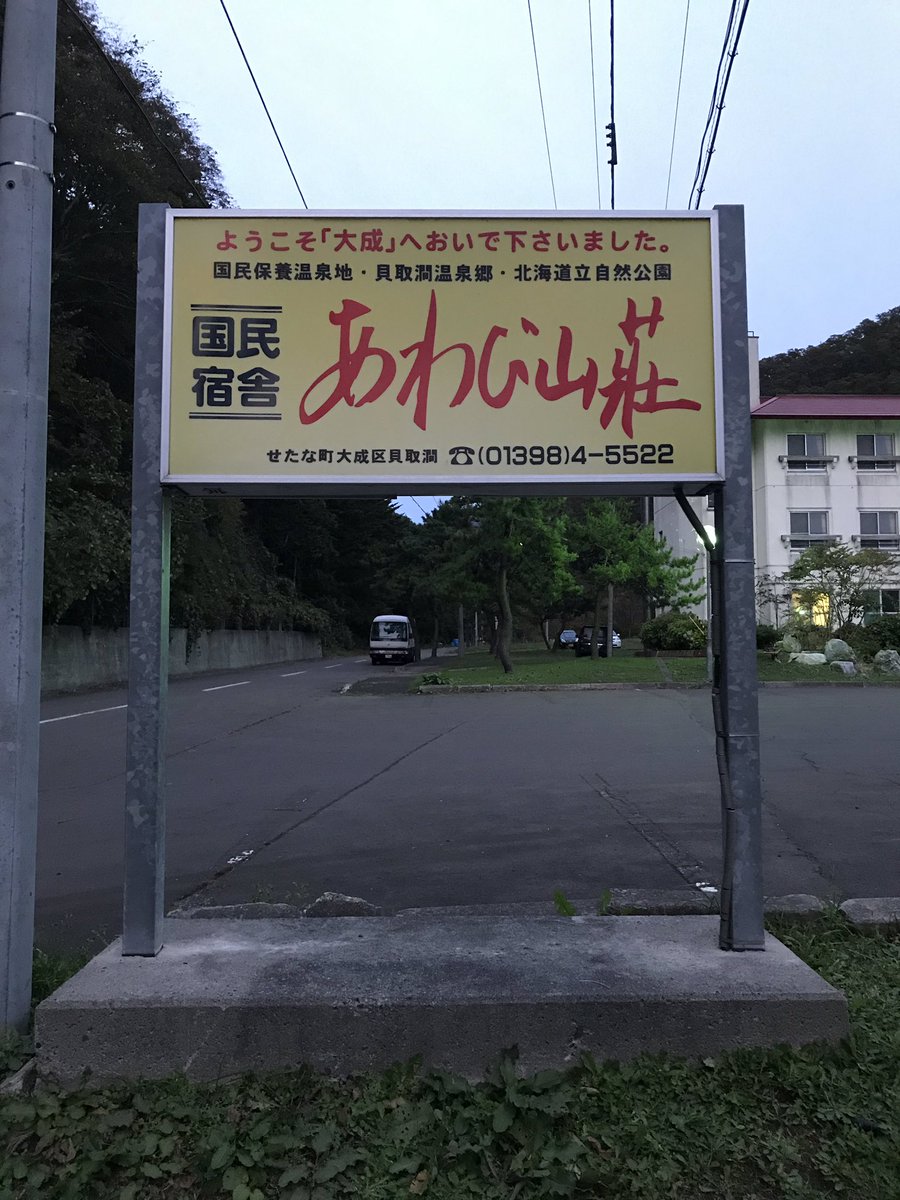 ようこそ「大成」へおいで下さいました。
国民保養温泉地・貝取澗温泉郷・北海道立自然公園
国民
宿舎
あわび山荘
せたな町大成区貝取澗 ☎(01398)4-5522